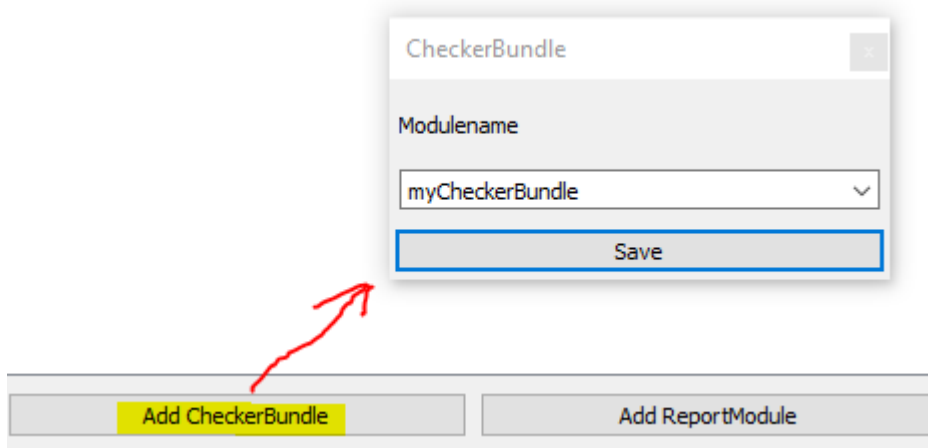 CheckerBundle
x
Modulename
myCheckerBundle
Save
Add CheckerBundle
Add ReportModule